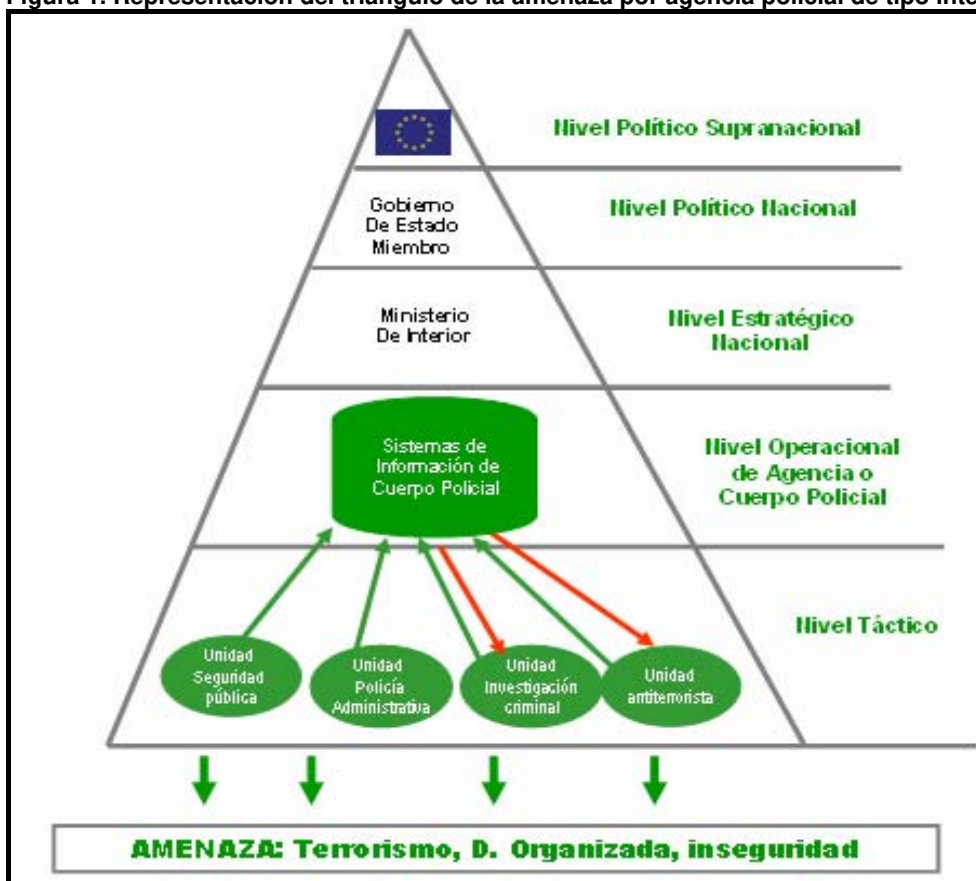 Figura 1. Representación del triángulo de la amenaza por agencia policial de tipo
Nivel Político Supranacional
Gobierno
De Estado
Miembro
Nivel Político Nacional
Ministerio
De Interior
Nivel Estratégico
Nacional
Sistemas de
Información de
Cuerpo Policial
Nivel Operacional
de Agencia o
Cuerpo Policial
Nivel Táctico
Unidad
Seguridad
pública
Unidad
Policía
Administrativa
Unidad
Investigación
criminal
Unidad
antiterrorista
AMENAZA: Terrorismo, D. Organizada, inseguridad